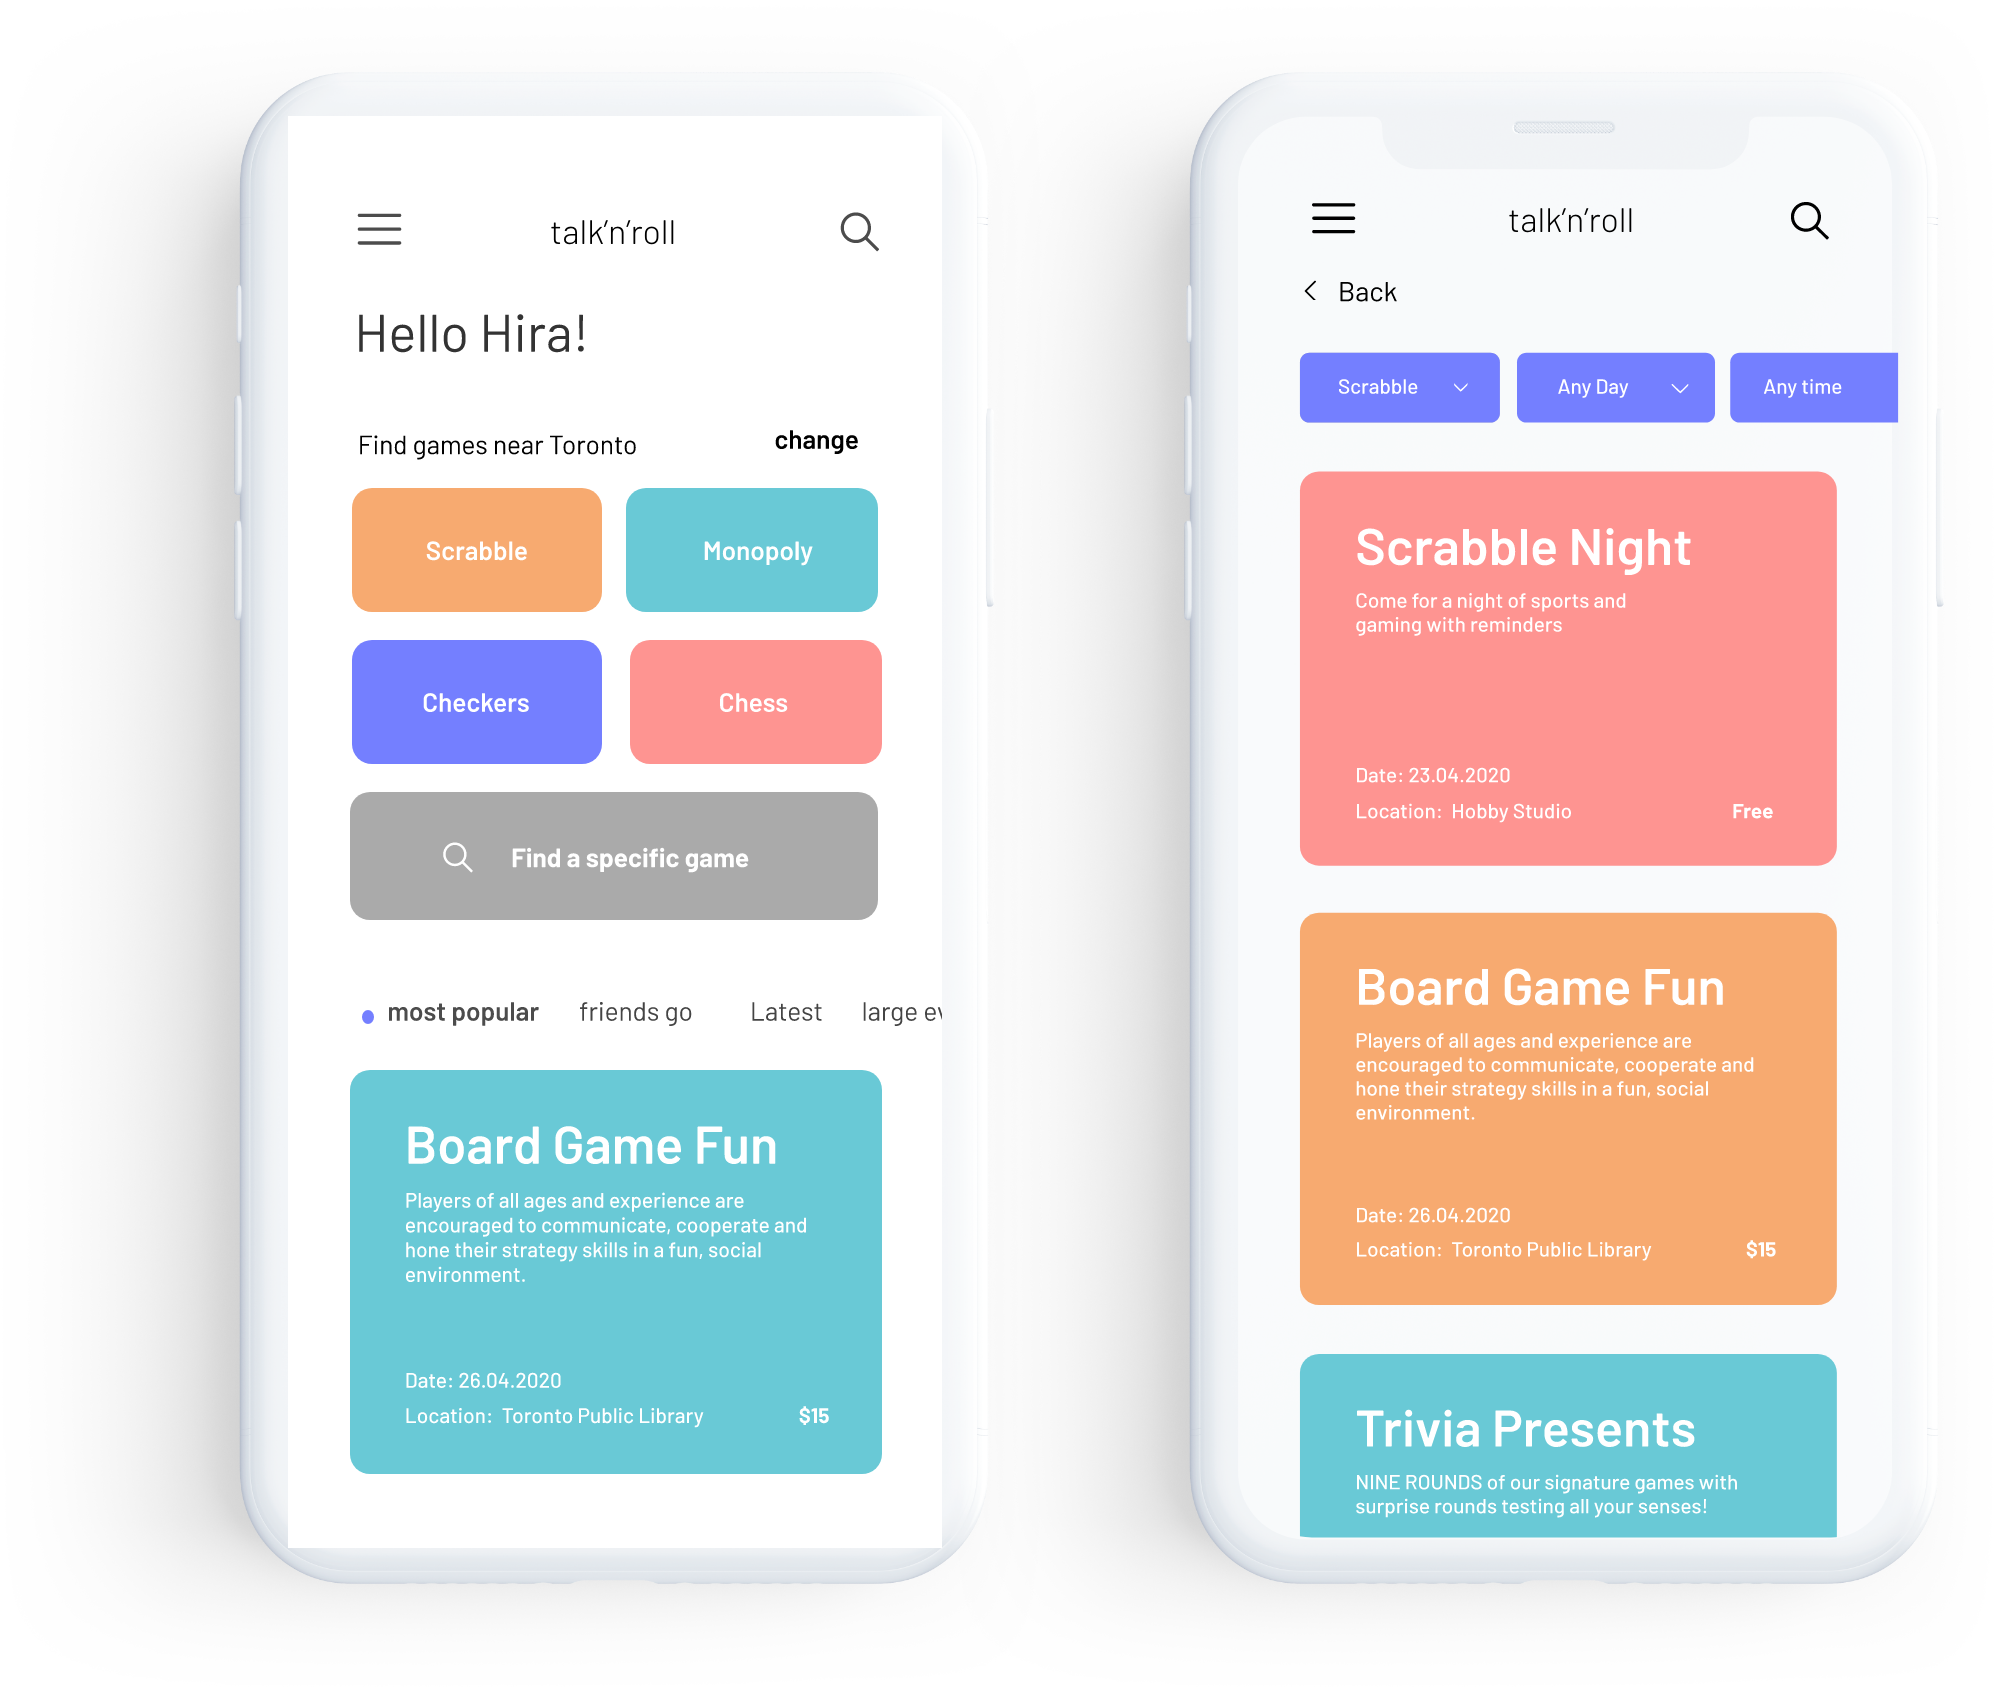 talk’n’roll
Hello Hira!
Find games near Toronto
change
Scrabble
Monopoly
Checkers
Chess
Find a specific game
most popular
friends go
Latest
large ev
Board Game Fun
Players of all ages and experience are
encouraged to communicate, cooperate and
hone their strategy skills in a fun, social
environment.
Date: 26.04.2020
Location: Toronto Public Library
$15
talk’n’roll
Back
Scrabble
Any Day
Any time
Scrabble Night
Come for a night of sports and
gaming with reminders
Date: 23.04.2020
Location: Hobby Studio
Free
Board Game Fun
Players of all ages and experience are
encouraged to communicate, cooperate and
hone their strategy skills in a fun, social
environment.
Date: 26.04.2020
Location: Toronto Public Library
$15
Trivia Presents
NINE ROUNDS of our signature games with
surprise rounds testing all your senses!